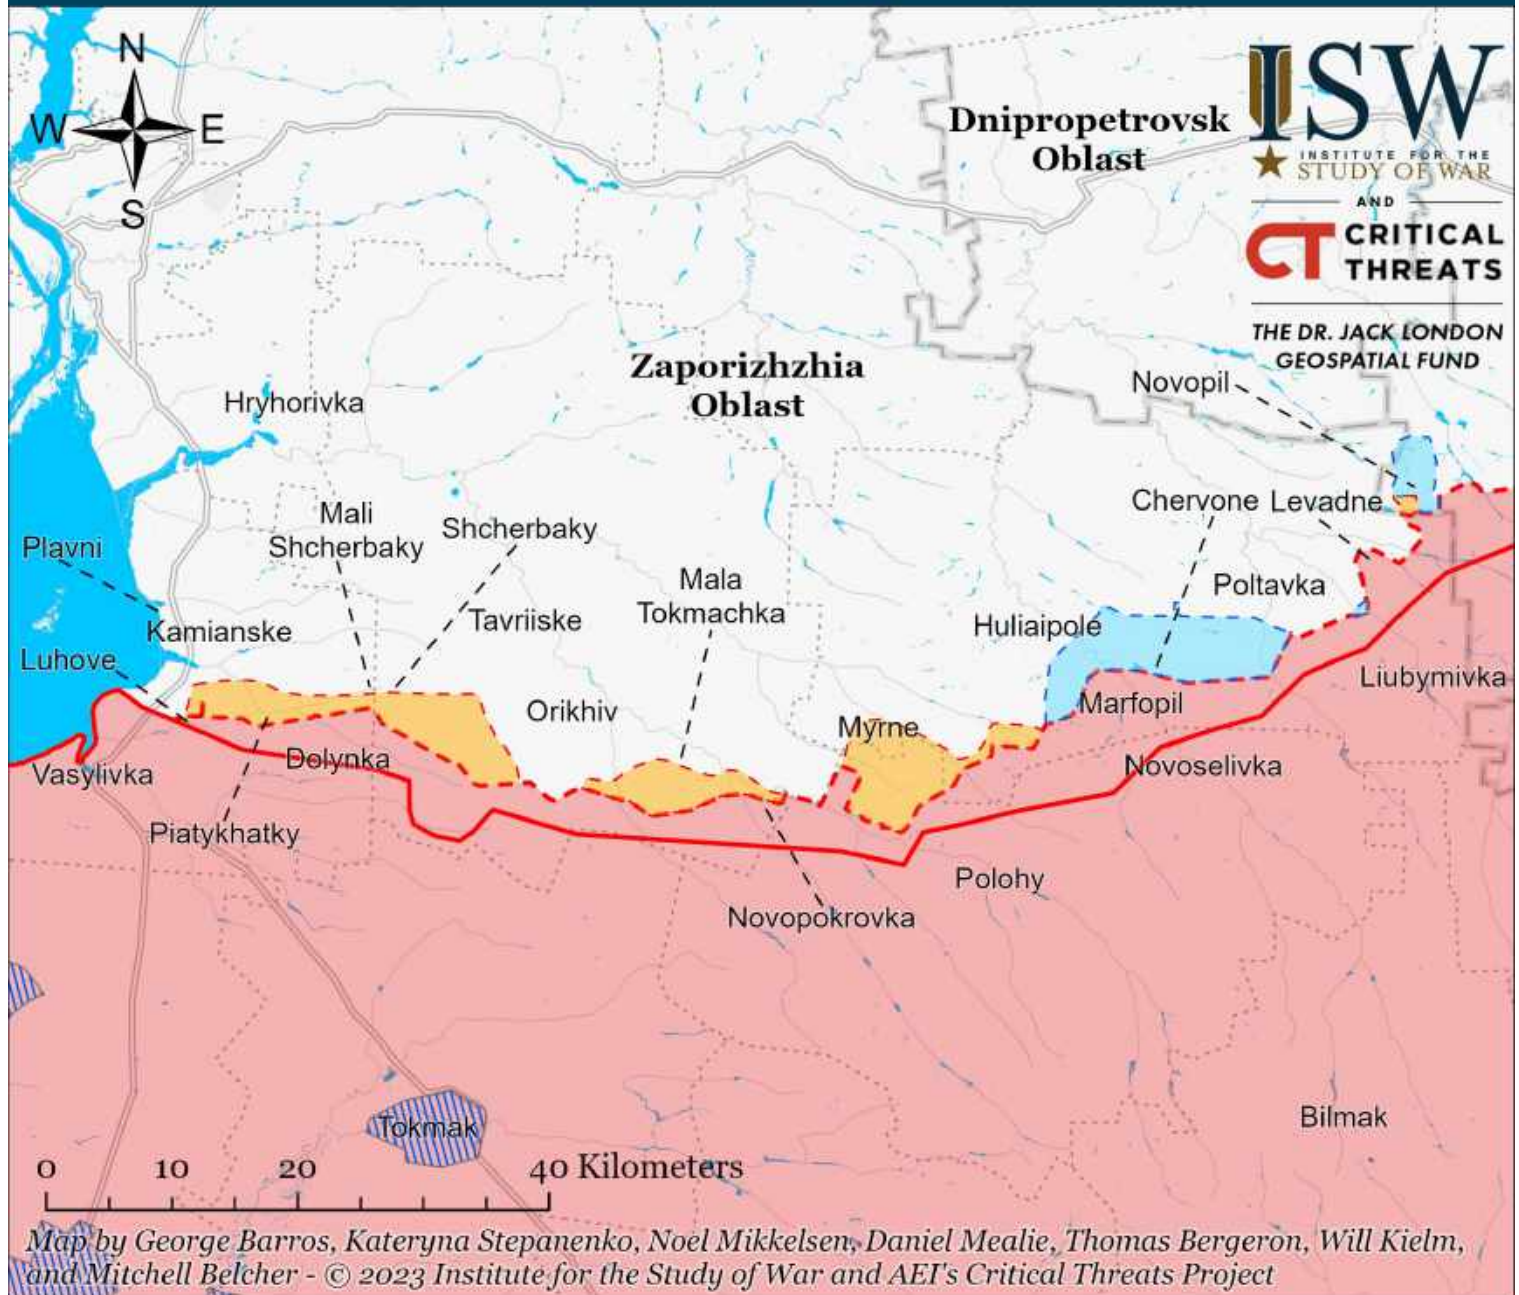 N
W
E
S
Dnipropetrovsk
Oblast
ISW
INSTITUTE FOR THE
STUDY OF WAR
AND
CT CRITICAL
THREATS
THE DR. JACK LONDON
GEOSPATIAL FUND
Zaporizhzhia
Oblast
Novopil
Hryhorivka
Mali
Shcherbaky
Shcherbaky
Chervone
Levadne
Plavni
Mala
Tokmachka
Poltavka
Kamianske
Tavriiske
Huliaipole
Luhove
Liubymivka
Orikhiv
Marfopil
Myrne
Dolynka
Vasylivka
Novoselivka
Piatykhatky
Polohy
Novopokrovka
Tokmak
Bilmak
0 10 20 40 Kilometers
Map by George Barros, Kateryna Stepanenko, Noel Mikkelsen, Daniel Mealie, Thomas Bergeron, Will Kielm,
and Mitchell Belcher - © 2023 Institute for the Study of War and AEI's Critical Threats Project